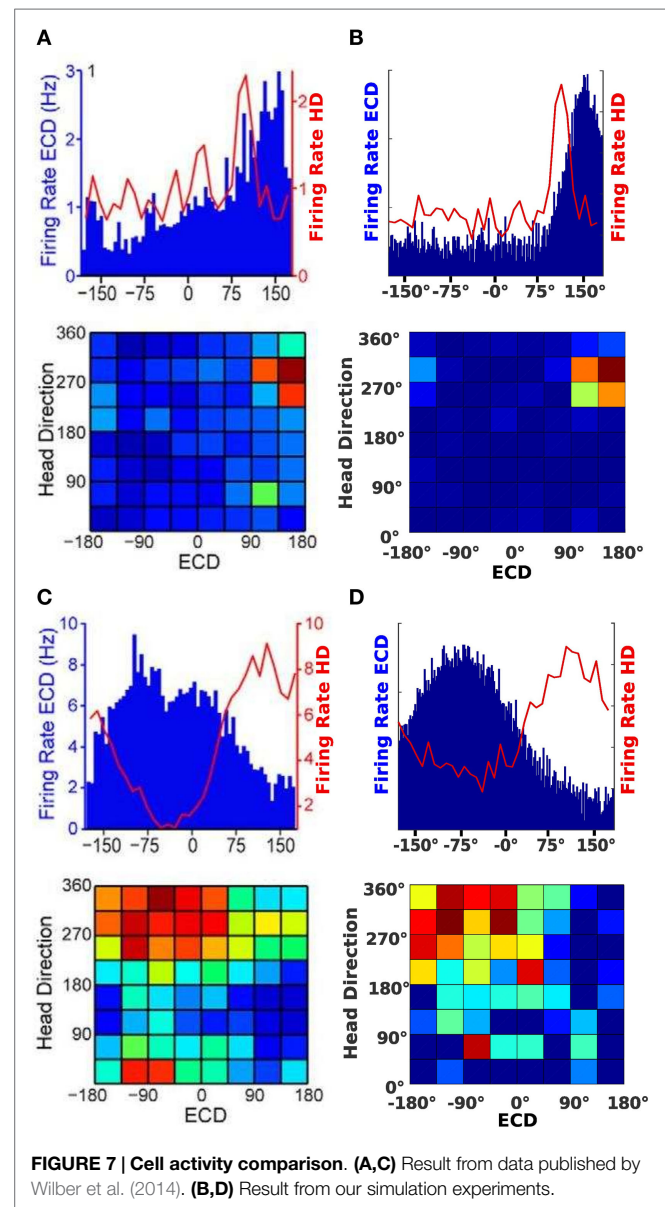 A
B
Firing Rate ECD (Hz)
3
2
1
0
1
2
1
0
Firing Rate HD
−150 −75 0 75 150
Firing Rate ECD
Firing Rate HD
-150° -75° -0° 75° 150°
Head Direction
360
270
180
90
−180 −90 0 90 180
ECD
Head Direction
360°
270°
180°
90°
0°
-180° -90° 0° 90° 180°
ECD
C
D
Firing Rate ECD (Hz)
10
8
6
4
2
0
10
8
6
4
2
Firing Rate HD
−150 −75 0 75 150
Firing Rate ECD
Firing Rate HD
-150° -75° -0° 75° 150°
Head Direction
360
270
180
90
-180 -90 0 90 180
ECD
Head Direction
360°
270°
180°
90°
0°
-180° -90° 0° 90° 180°
ECD
FIGURE 7 | Cell activity comparison. (A,C) Result from data published by
Wilber et al. (2014). (B,D) Result from our simulation experiments.